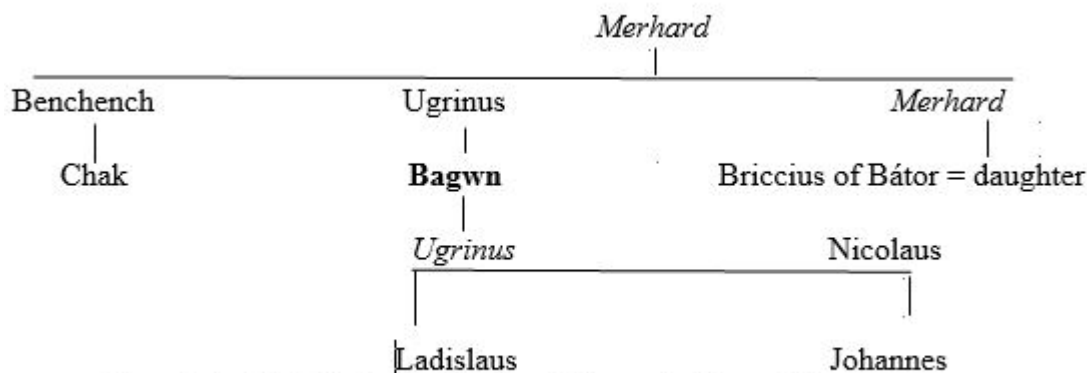 Merhard
Benchench Ugrinus Merhard
Chak Bagwn Briccius of Bátor = daughter
Ugrinus Nicolaus
Ladislaus Johannes